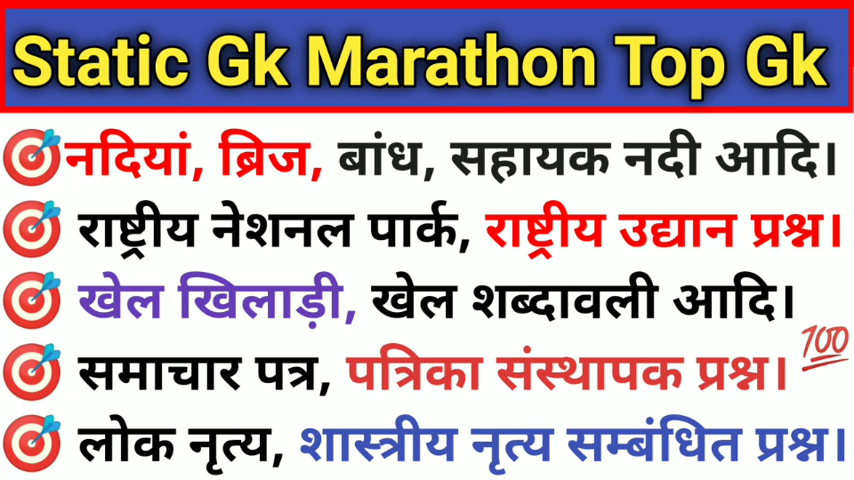 Static Gk Marathon Top Gk
नदियां, ब्रिज, बांध, सहायक नदी आदि।
राष्ट्रीय नेशनल पार्क, राष्ट्रीय उद्यान प्रश्न।
खेल खिलाड़ी, खेल शब्दावली आदि।
समाचार पत्र, पत्रिका संस्थापक प्रश्न। 100
लोक नृत्य, शास्त्रीय नृत्य सम्बंधित प्रश्न।